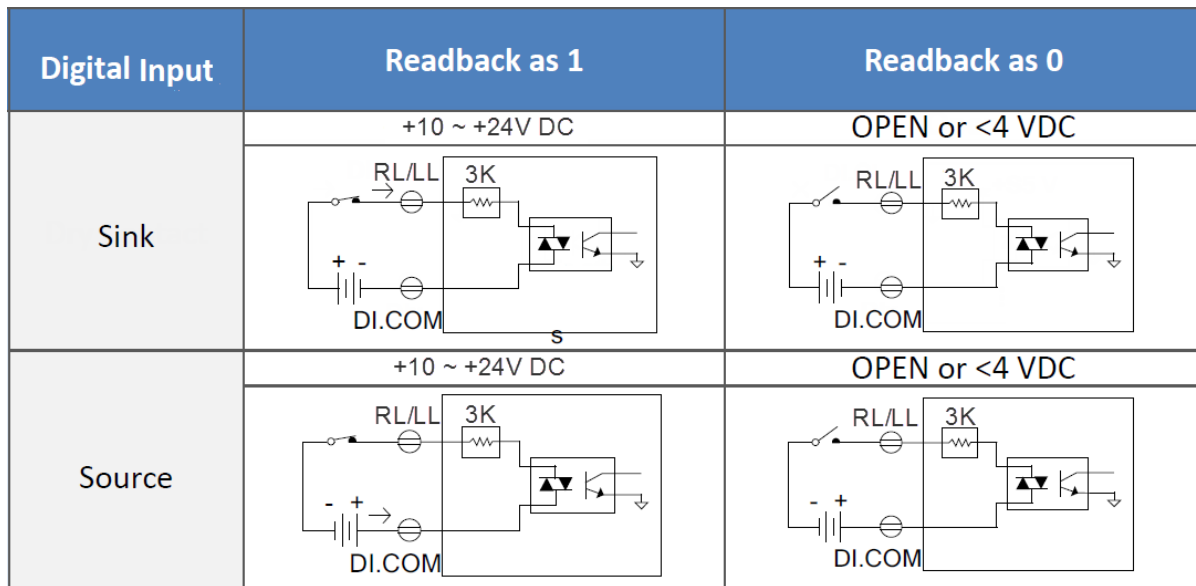 Digital Input
Readback as 1
Readback as 0
Sink
+10 ~ +24V DC
OPEN or <4 VDC
RL/LL
3K
+ -
DI.COM
s
RL/LL
3K
+ -
DI.COM
Source
+10 ~ +24V DC
OPEN or <4 VDC
RL/LL
3K
- +
DI.COM
RL/LL
3K
- +
DI.COM